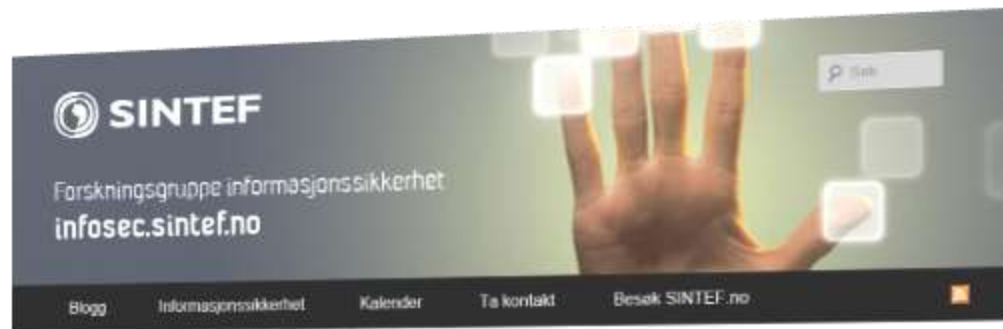 SINTEF
Søk
Forskningsgruppe informasjonssikkerhet
infosec.sintef.no
Blogg Informasjonssikkerhet Kalender Ta kontakt Besøk SINTEF.no